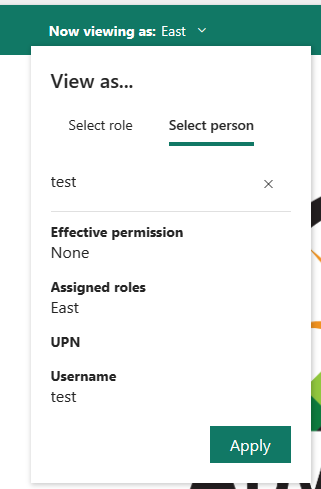 Now viewing as: East
View as...
Select role Select person
test
Effective permission
None
Assigned roles
East
UPN
Username
test
Apply